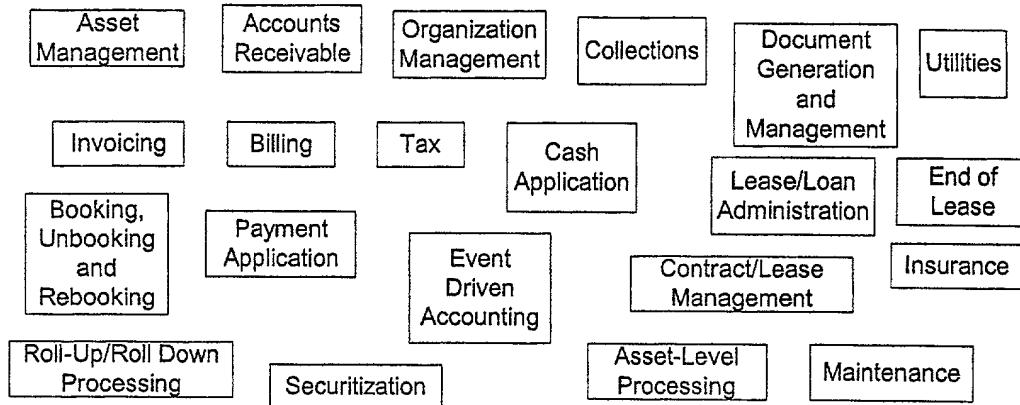 Asset
Management
Accounts
Receivable
Organization
Management
Collections
Document
Generation
and
Management
Utilities
Invoicing
Billing
Tax
Cash
Application
Lease/Loan
Administration
End of
Lease
Booking,
Unbooking
and
Rebooking
Payment
Application
Event
Driven
Accounting
Contract/Lease
Management
Insurance
Roll-Up/Roll Down
Processing
Securitization
Asset-Level
Processing
Maintenance